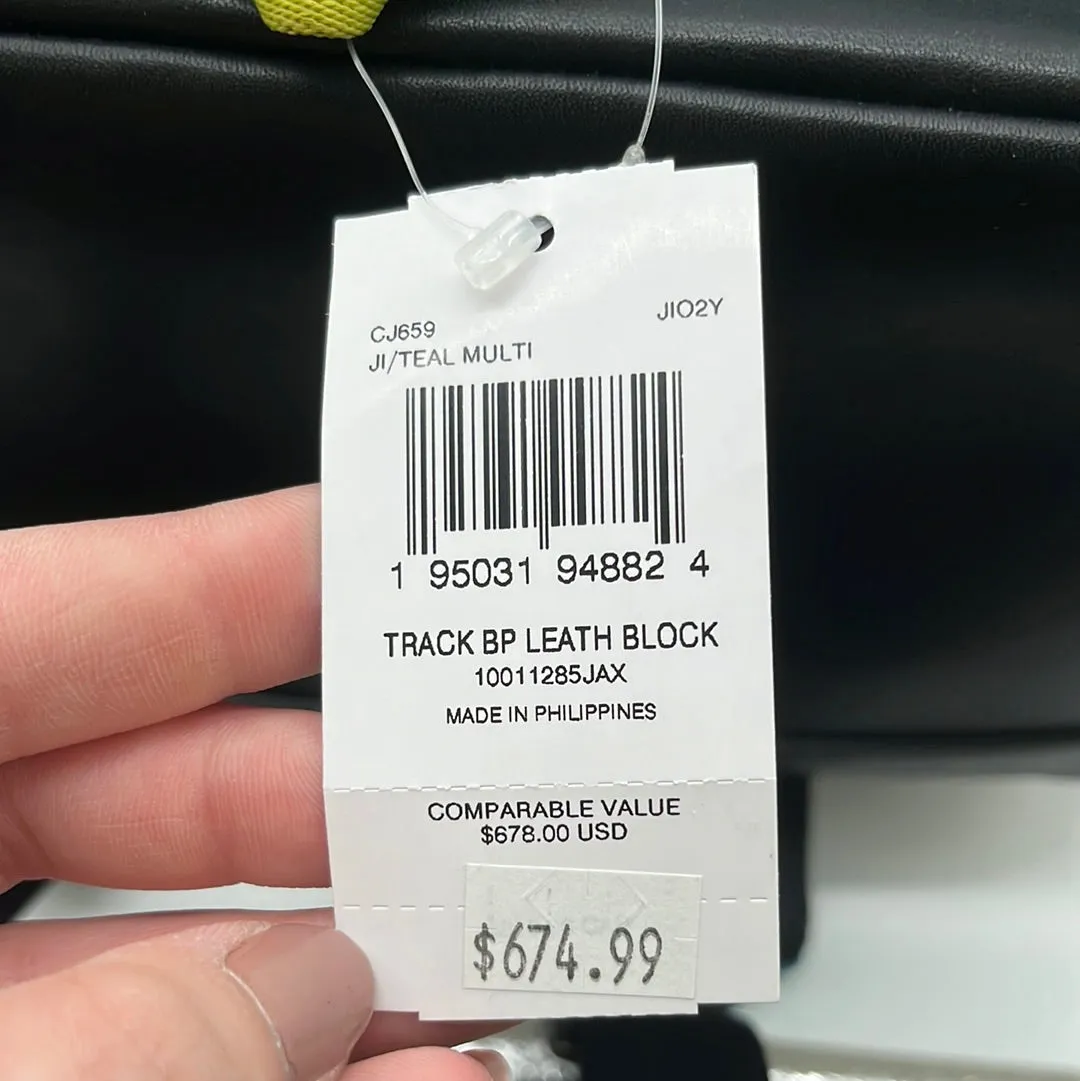 CJ659 JIO2Y
JI/TEAL MULTI
1 95031 94882 4
TRACK BP LEATH BLOCK
10011285JAX
MADE IN PHILIPPINES
COMPARABLE VALUE
$678.00 USD
$674.99